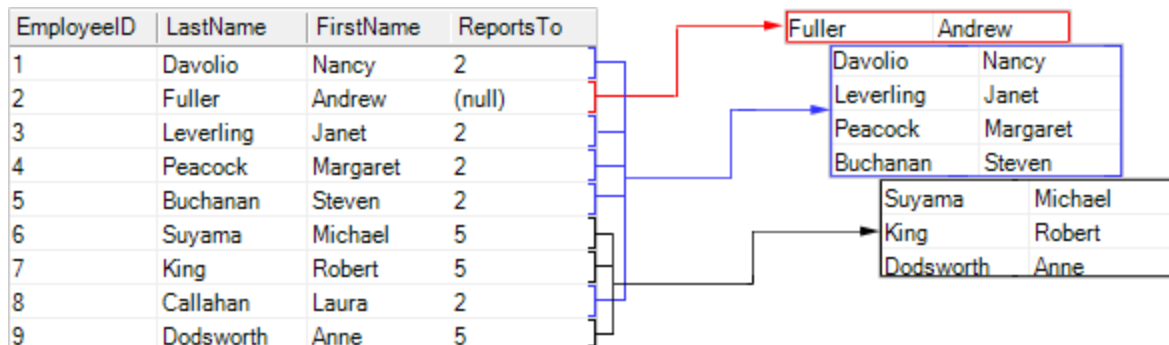 EmployeeID LastName FirstName ReportsTo
1 Davolio Nancy 2
2 Fuller Andrew (null)
3 Leverling Janet 2
4 Peacock Margaret 2
5 Buchanan Steven 2
6 Suyama Michael 5
7 King Robert 5
8 Callahan Laura 2
9 Dodsworth Anne 5
Fuller Andrew
Davolio Nancy
Leverling Janet
Peacock Margaret
Buchanan Steven
Suyama Michael
King Robert
Dodsworth Anne